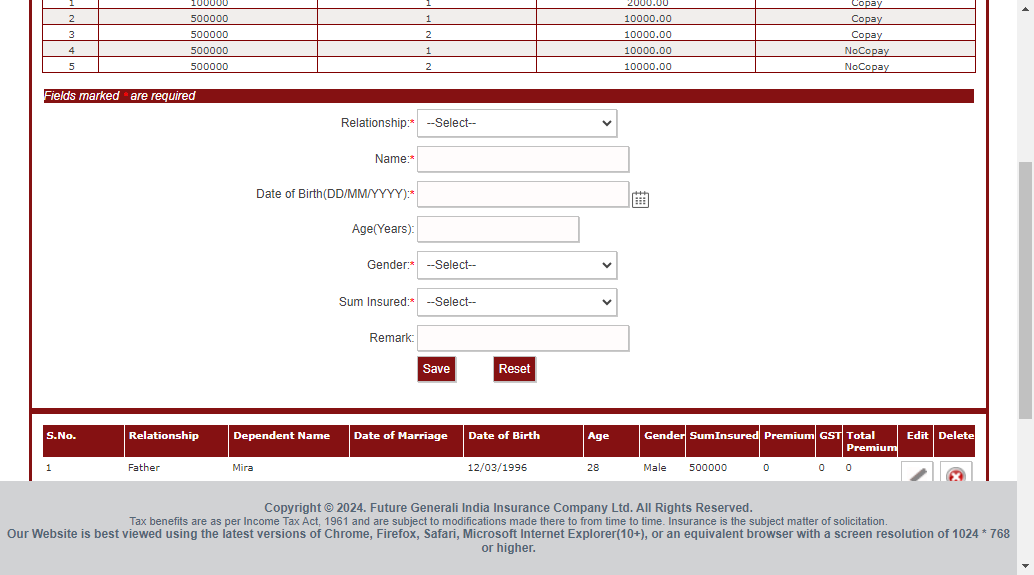 1 100000 1 2000.00 Copay
2 500000 1 10000.00 Copay
3 500000 2 10000.00 Copay
4 500000 1 10000.00 NoCopay
5 500000 2 10000.00 NoCopay
Fields marked * are required
Relationship:* --Select--
Name:*
Date of Birth(DD/MM/YYYY):*
Age(Years):
Gender:* --Select--
Sum Insured:* --Select--
Remark:
Save Reset
S.No. Relationship Dependent Name Date of Marriage Date of Birth Age Gender SumInsured Premium GST Total Premium Edit Delete
1 Father Mira 12/03/1996 28 Male 500000 0 0 0
Copyright © 2024. Future Generali India Insurance Company Ltd. All Rights Reserved.
Tax benefits are as per Income Tax Act, 1961 and are subject to modifications made there to from time to time. Insurance is the subject matter of solicitation.
Our Website is best viewed using the latest versions of Chrome, Firefox, Safari, Microsoft Internet Explorer(10+), or an equivalent browser with a screen resolution of 1024 * 768
or higher.